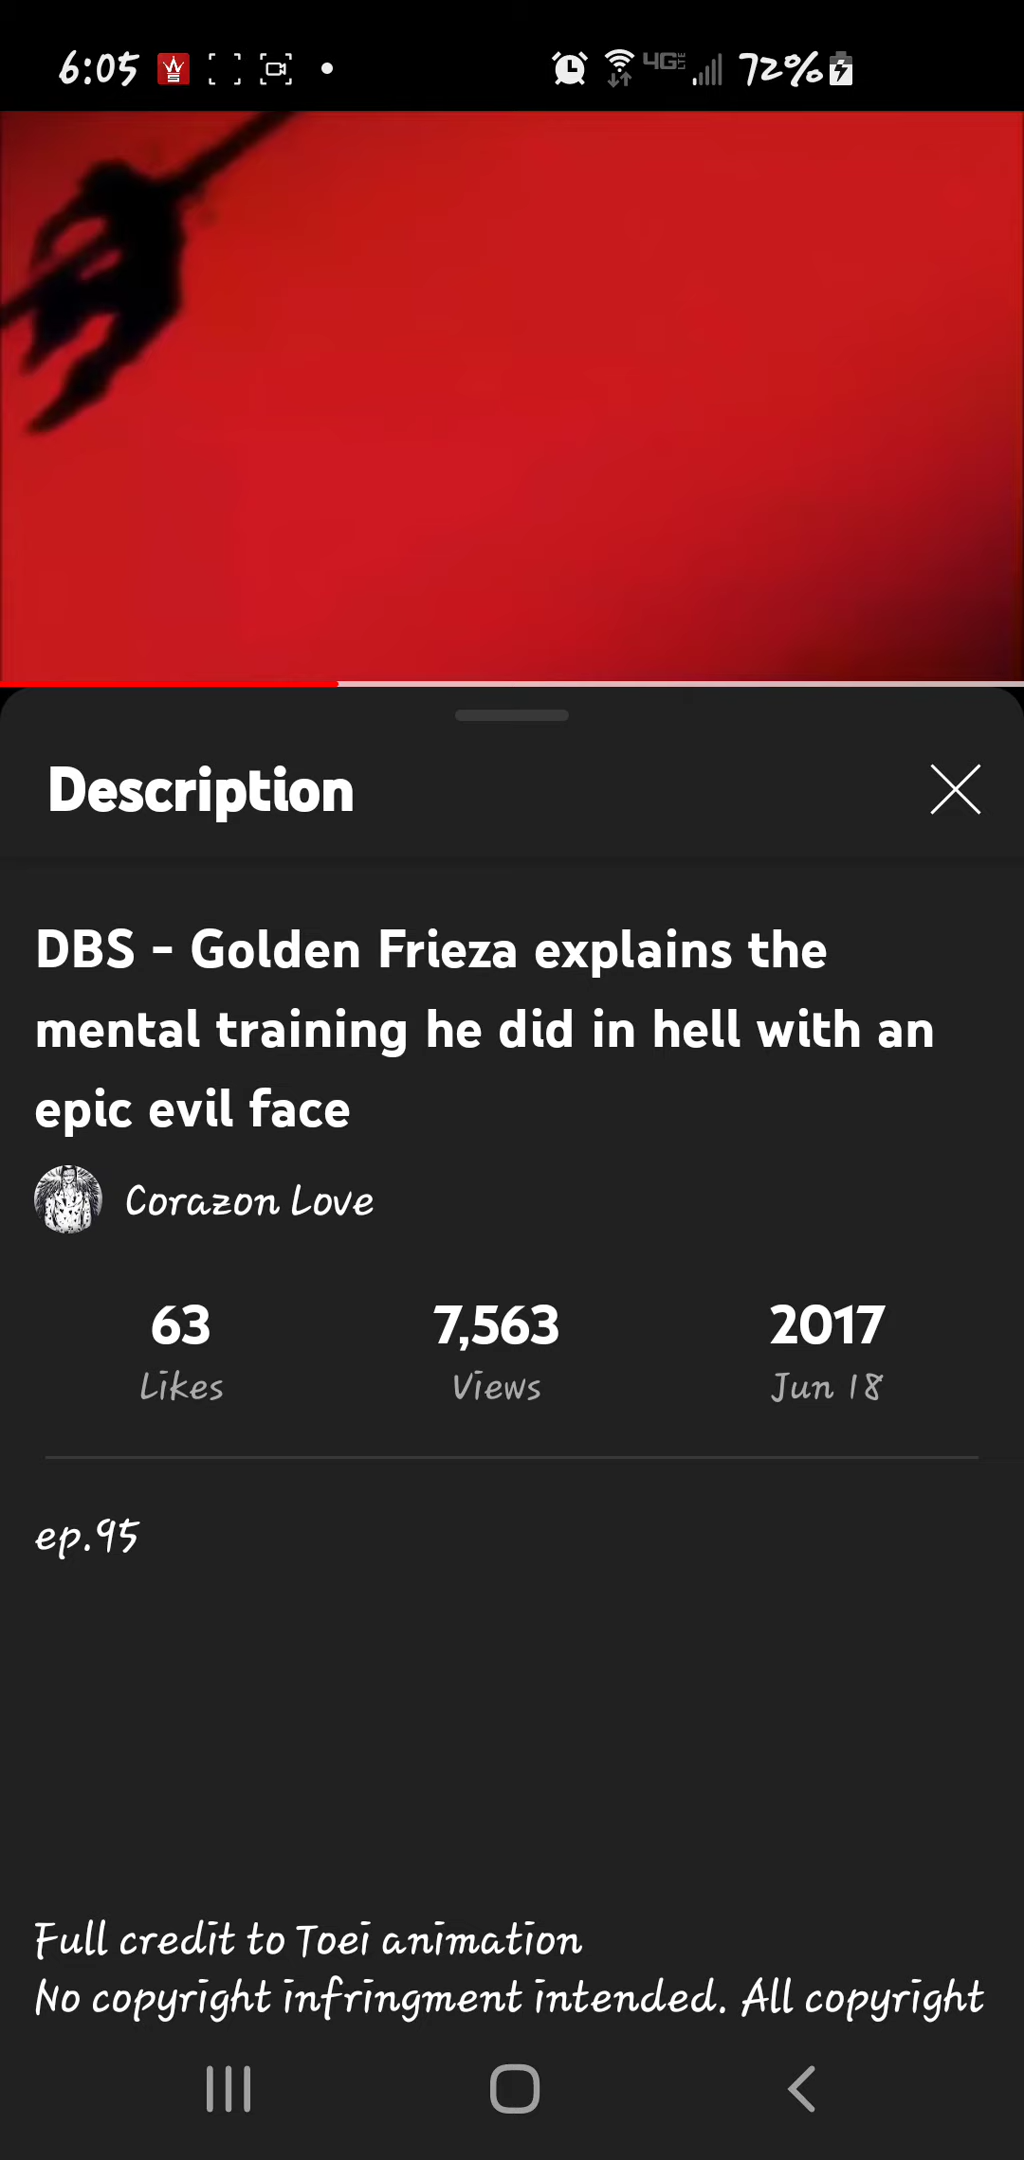 6:05
4G LTE
72%
Description
DBS - Golden Frieza explains the
mental training he did in hell with an
epic evil face
Corazon Love
63
7,563
2017
Likes
Views
Jun 18
ep.95
Full credit to Toei animation
No copyright infringment intended. All copyright